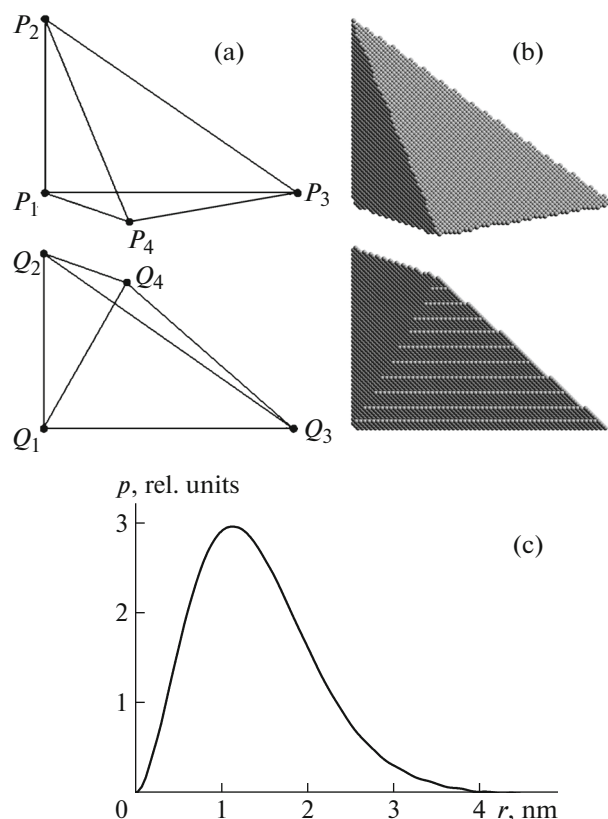 P2 (a) (b)
P1 P3
P4
Q2 Q4
Q1 Q3
p, rel. units
(c)
3
2
1
0 1 2 3 4 r, nm